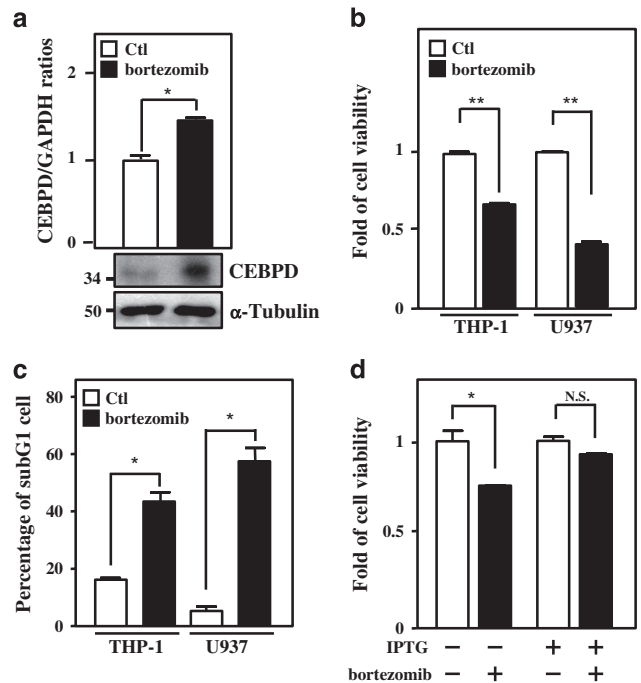 a
Ctl
bortezomib
CEBPD/GAPDH ratios
2
1
0
*
34
CEBPD
50
α-Tubulin
b
Ctl
bortezomib
Fold of cell viability
1
0.5
0
**
**
THP-1
U937
c
Ctl
bortezomib
Percentage of subG1 cell
80
60
40
20
0
*
*
THP-1
U937
d
Fold of cell viability
1
0.5
0
*
N.S.
IPTG − − + +
bortezomib − + − +